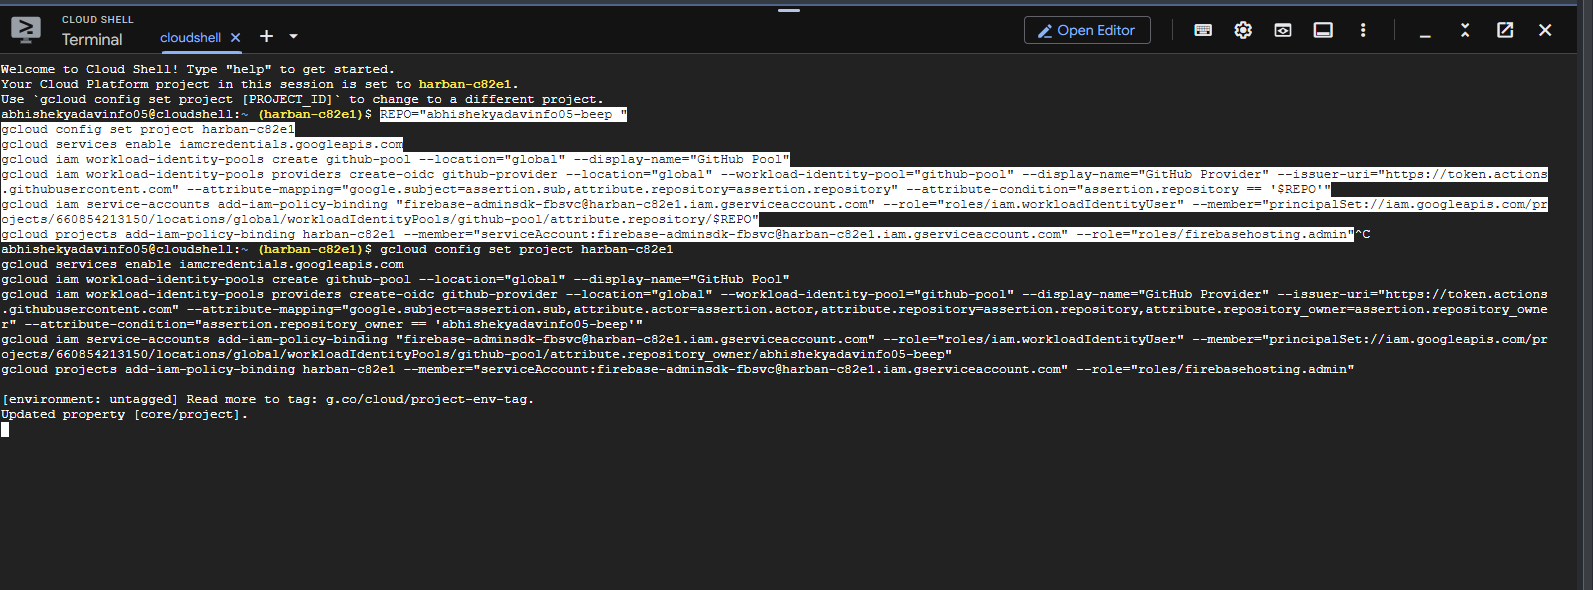 CLOUD SHELL
Terminal
cloudshell
Open Editor
Welcome to Cloud Shell! Type "help" to get started.
Your Cloud Platform project in this session is set to harban-c82e1.
Use `gcloud config set project [PROJECT_ID]` to change to a different project.
abhishekyadavinfo05@cloudshell:~ (harban-c82e1)$ REPO="abhishekyadavinfo05-beep "
gcloud config set project harban-c82e1
gcloud services enable iamcredentials.googleapis.com
gcloud iam workload-identity-pools create github-pool --location="global" --display-name="GitHub Pool"
gcloud iam workload-identity-pools providers create-oidc github-provider --location="global" --workload-identity-pool="github-pool" --display-name="GitHub Provider" --issuer-uri="https://token.actions
.githubusercontent.com" --attribute-mapping="google.subject=assertion.sub,attribute.repository=assertion.repository" --attribute-condition="assertion.repository == '$REPO'"
gcloud iam service-accounts add-iam-policy-binding "firebase-adminsdk-fbsvc@harban-c82e1.iam.gserviceaccount.com" --role="roles/iam.workloadIdentityUser" --member="principalSet://iam.googleapis.com/pr
ojects/660854213150/locations/global/workloadIdentityPools/github-pool/attribute.repository/$REPO"
gcloud projects add-iam-policy-binding harban-c82e1 --member="serviceAccount:firebase-adminsdk-fbsvc@harban-c82e1.iam.gserviceaccount.com" --role="roles/firebasehosting.admin"^C
abhishekyadavinfo05@cloudshell:~ (harban-c82e1)$ gcloud config set project harban-c82e1
gcloud services enable iamcredentials.googleapis.com
gcloud iam workload-identity-pools create github-pool --location="global" --display-name="GitHub Pool"
gcloud iam workload-identity-pools providers create-oidc github-provider --location="global" --workload-identity-pool="github-pool" --display-name="GitHub Provider" --issuer-uri="https://token.actions
.githubusercontent.com" --attribute-mapping="google.subject=assertion.sub,attribute.actor=assertion.actor,attribute.repository=assertion.repository,attribute.repository_owner=assertion.repository_owne
r" --attribute-condition="assertion.repository_owner == 'abhishekyadavinfo05-beep'"
gcloud iam service-accounts add-iam-policy-binding "firebase-adminsdk-fbsvc@harban-c82e1.iam.gserviceaccount.com" --role="roles/iam.workloadIdentityUser" --member="principalSet://iam.googleapis.com/pr
ojects/660854213150/locations/global/workloadIdentityPools/github-pool/attribute.repository_owner/abhishekyadavinfo05-beep"
gcloud projects add-iam-policy-binding harban-c82e1 --member="serviceAccount:firebase-adminsdk-fbsvc@harban-c82e1.iam.gserviceaccount.com" --role="roles/firebasehosting.admin"
[environment: untagged] Read more to tag: g.co/cloud/project-env-tag.
Updated property [core/project].